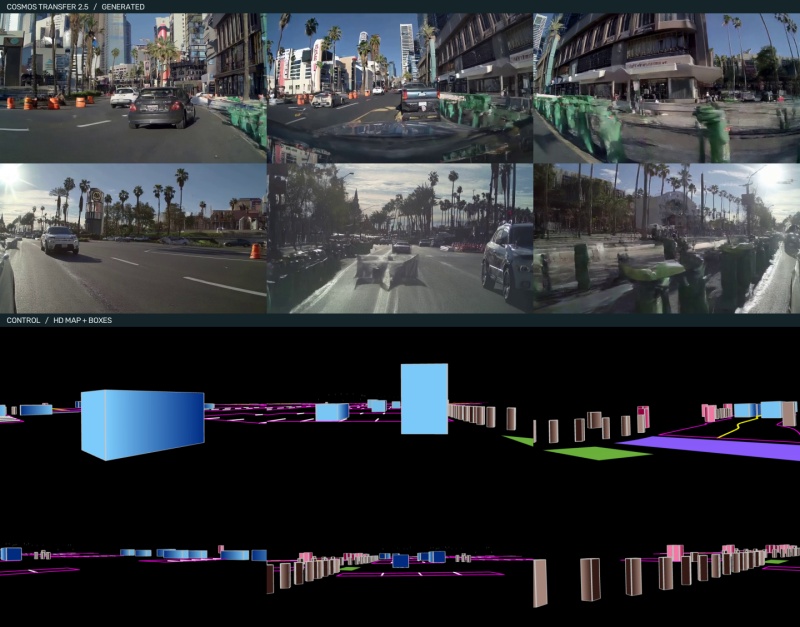 COSMOS TRANSFER 2.5 / GENERATED
CONTROL / HD MAP + BOXES